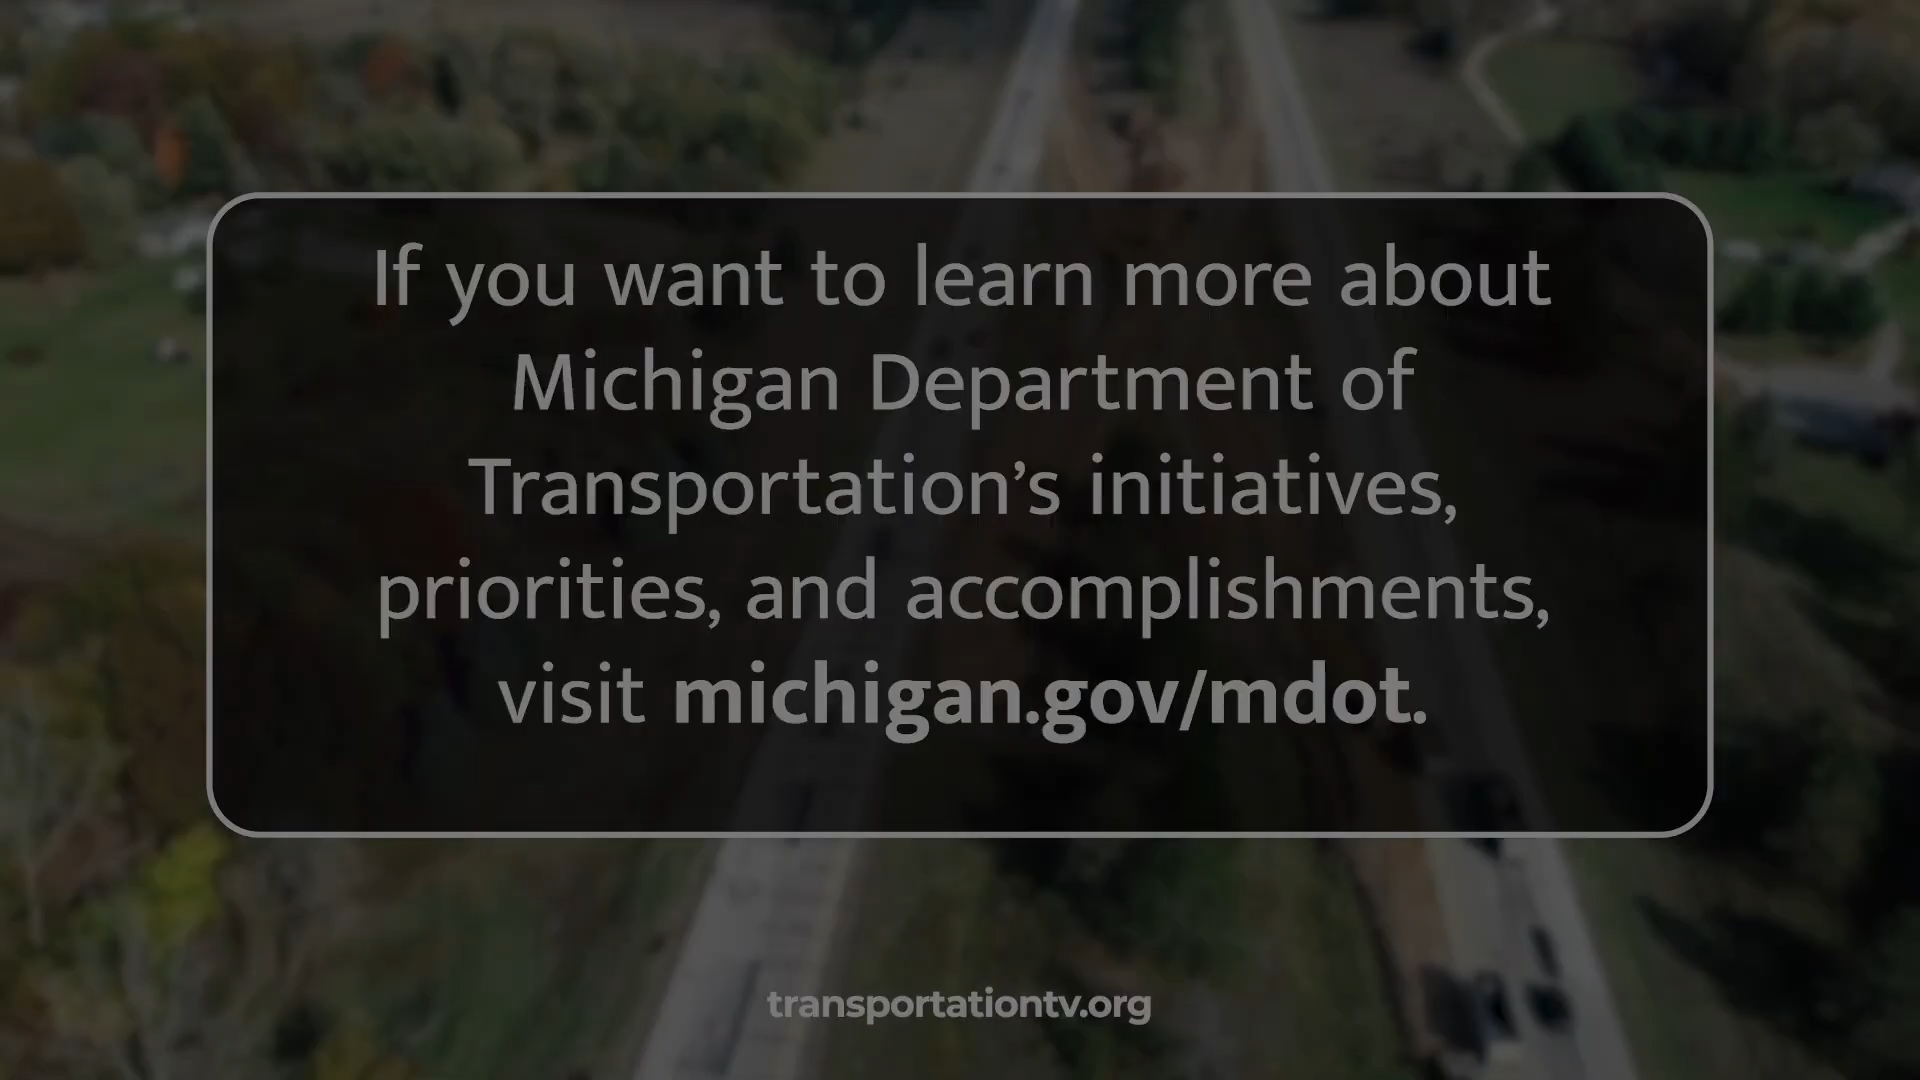 If you want to learn more about
Michigan Department of
Transportation’s initiatives,
priorities, and accomplishments,
visit michigan.gov/mdot.
transportationtv.org